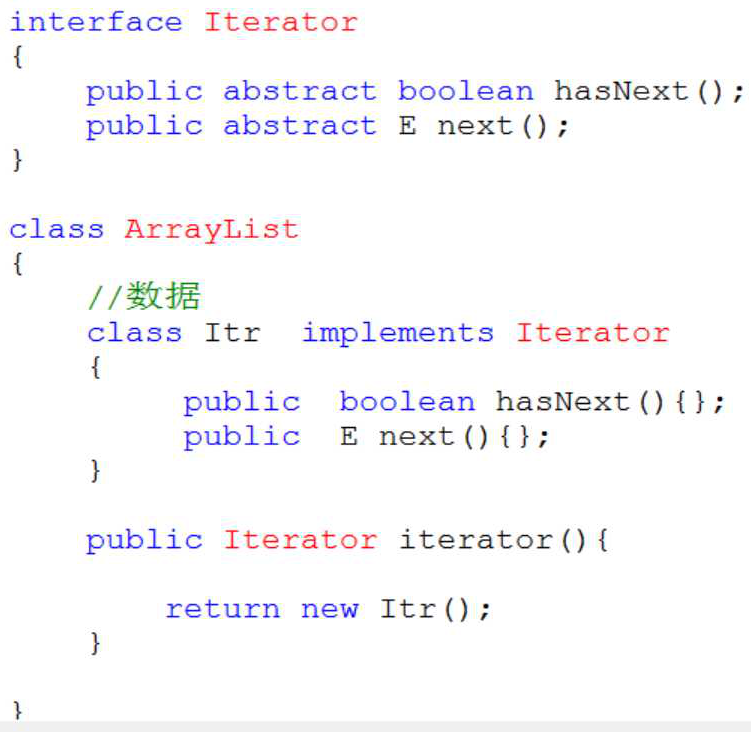 interface Iterator
{
public abstract boolean hasNext();
public abstract E next();
}
class ArrayList
{
//数据
class Itr  implements Iterator
{
public  boolean hasNext(){};
public  E next(){};
}
public Iterator iterator(){
return new Itr();
}
}